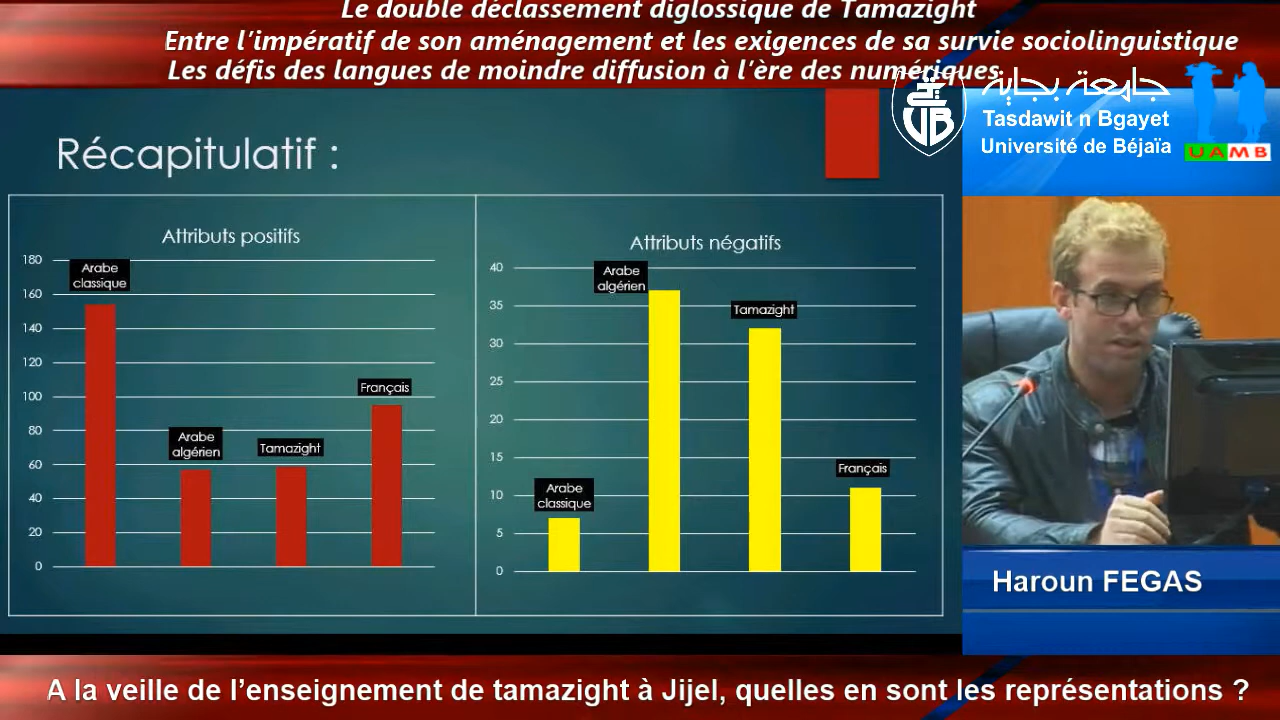 Le double déclassement diglossique de Tamazight
Entre l'impératif de son aménagement et les exigences de sa survie sociolinguistique
Les défis des langues de moindre diffusion à l'ère des numériques
جامعة بجاية
Tasdawit n Bgayet
Université de Béjaïa
UAMB
Récapitulatif :
Attributs positifs
180
160
140
120
100
80
60
40
20
0
Arabe
classique
Arabe
algérien
Tamazight
Français
Attributs négatifs
40
35
30
25
20
15
10
5
0
Arabe
classique
Arabe
algérien
Tamazight
Français
Haroun FEGAS
A la veille de l'enseignement de tamazight à Jijel, quelles en sont les représentations ?